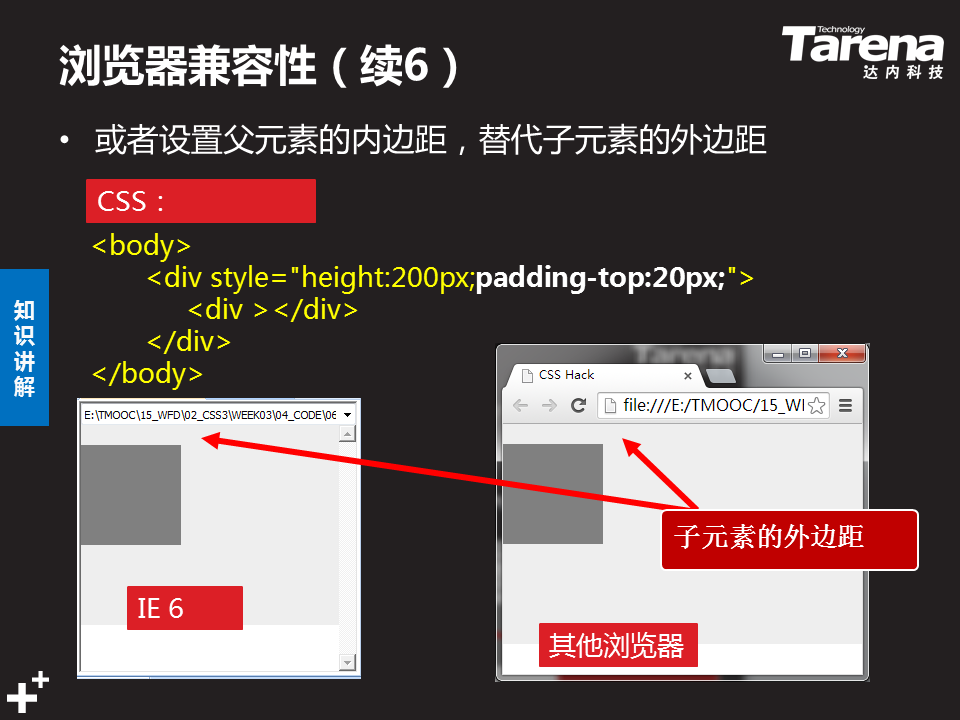 浏览器兼容性（续6）
Technology
Tarena
达内科技
• 或者设置父元素的内边距，替代子元素的外边距
CSS：
<body>
<div style="height:200px;padding-top:20px;">
<div ></div>
</div>
</body>
知识讲解
CSS Hack
file:///E:/TMOOC/15_WI
E:\TMOOC\15_WFD\02_CSS3\WEEK03\04_CODE\06
子元素的外边距
IE 6
其他浏览器